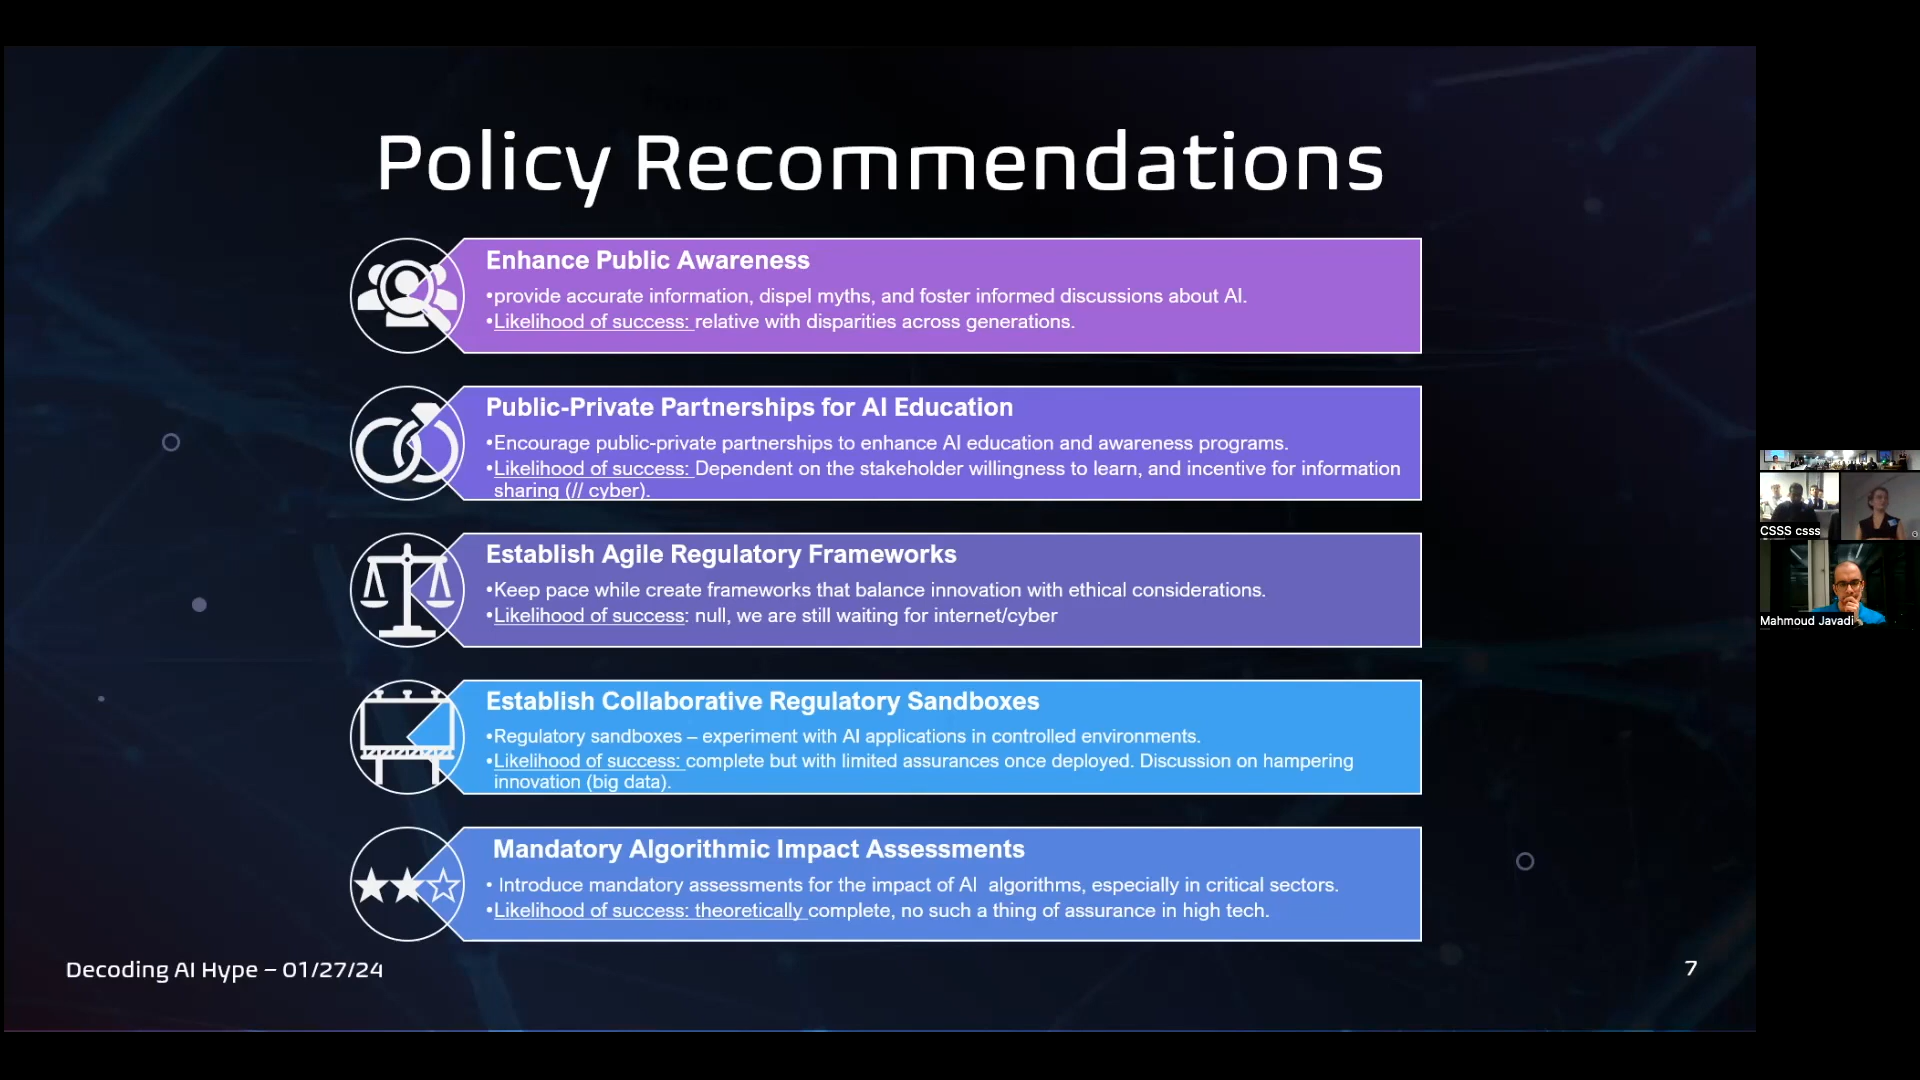 Policy Recommendations
Enhance Public Awareness
•provide accurate information, dispel myths, and foster informed discussions about AI.
•Likelihood of success: relative with disparities across generations.
Public-Private Partnerships for AI Education
•Encourage public-private partnerships to enhance AI education and awareness programs.
•Likelihood of success: Dependent on the stakeholder willingness to learn, and incentive for information
sharing (// cyber).
Establish Agile Regulatory Frameworks
•Keep pace while create frameworks that balance innovation with ethical considerations.
•Likelihood of success: null, we are still waiting for internet/cyber
Establish Collaborative Regulatory Sandboxes
•Regulatory sandboxes – experiment with AI applications in controlled environments.
•Likelihood of success: complete but with limited assurances once deployed. Discussion on hampering
innovation (big data).
Mandatory Algorithmic Impact Assessments
• Introduce mandatory assessments for the impact of AI  algorithms, especially in critical sectors.
•Likelihood of success: theoretically complete, no such a thing of assurance in high tech.
Decoding AI Hype – 01/27/24
7
CSSS csss
Mahmoud Javadi